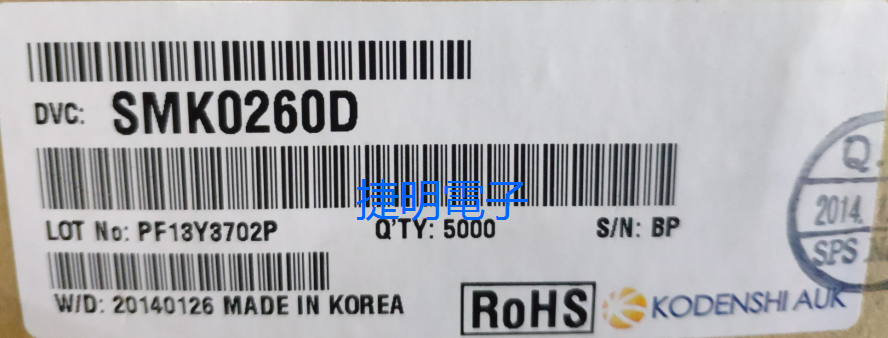 DVC: SMK0260D
捷明電子
LOT No: PF13Y3702P Q'TY: 5000 S/N: BP
W/D: 20140126 MADE IN KOREA
RoHS KODENSHI AUK
Q.
2014.
SPS